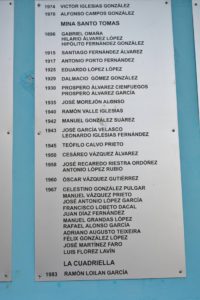 1974 VICTOR IGLESIAS GONZÁLEZ
1978 ALFONSO CAMPOS GONZÁLEZ
MINA SANTO TOMAS
1896 GABRIEL OMAÑA
HILARIO ÁLVAREZ LÓPEZ
HIPÓLITO FERNÁNDEZ GONZÁLEZ
1915 SANTIAGO FERNÁNDEZ ÁLVAREZ
1917 ANTONIO PORTO FERNÁNDEZ
1925 EDUARDO LÓPEZ LÓPEZ
1929 DALMACIO GÓMEZ GONZÁLEZ
1930 PROSPERO ÁLVAREZ CIENFUEGOS
PROSPERO ÁLVAREZ GARCÍA
1935 JOSÉ MOREJÓN ALONSO
1940 RAMÓN VALLE IGLESIAS
1942 MANUEL GONZÁLEZ SUÁREZ
1943 JOSÉ GARCÍA VELASCO
LEONARDO IGLESIAS FERNÁNDEZ
1945 TEÓFILO CALVO PRIETO
1950 CESÁREO VÁZQUEZ ÁLVAREZ
1958 JOSÉ RECAREDO RIESTRA ORDÓÑEZ
ANTONIO LÓPEZ RUBIO
1960 ÓSCAR VÁZQUEZ GUTIÉRREZ
1967 CELESTINO GONZÁLEZ PULGAR
MANUEL VÁZQUEZ PRIETO
JOSÉ ANTONIO LÓPEZ GARCÍA
FRANCISCO LOBETO DACAL
JUAN DÍAZ FERNÁNDEZ
MANUEL GRANDAS LÓPEZ
RAFAEL ALONSO GARCÍA
ADRIANO AUGUSTO TEIXEIRA
FÉLIX GONZÁLEZ LÓPEZ
JOSÉ MARTÍNEZ FARO
LUIS FLOREZ LAVÍN
LA CUADRIELLA
1983 RAMÓN LOILAN GARCÍA